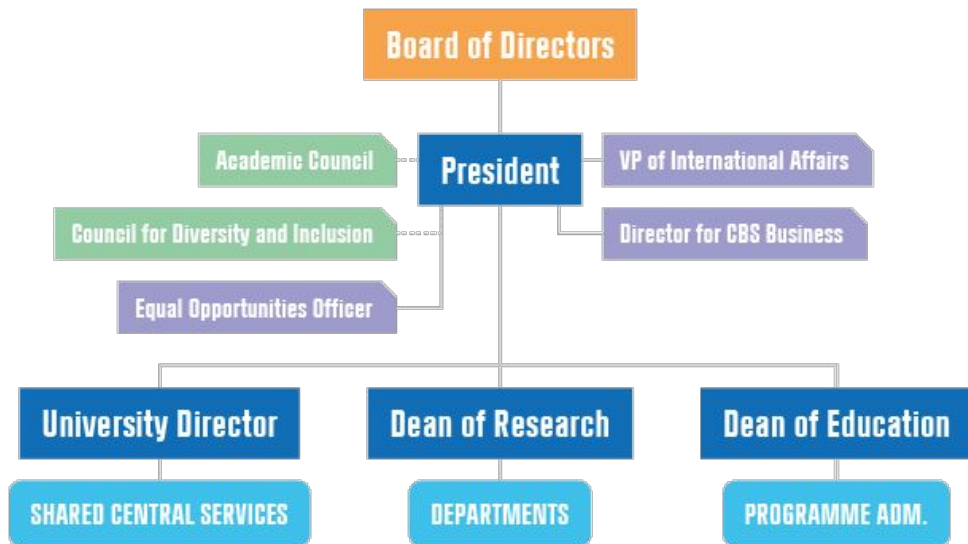 Board of Directors
Academic Council
President
VP of International Affairs
Council for Diversity and Inclusion
Director for CBS Business
Equal Opportunities Officer
University Director
Dean of Research
Dean of Education
SHARED CENTRAL SERVICES
DEPARTMENTS
PROGRAMME ADM.